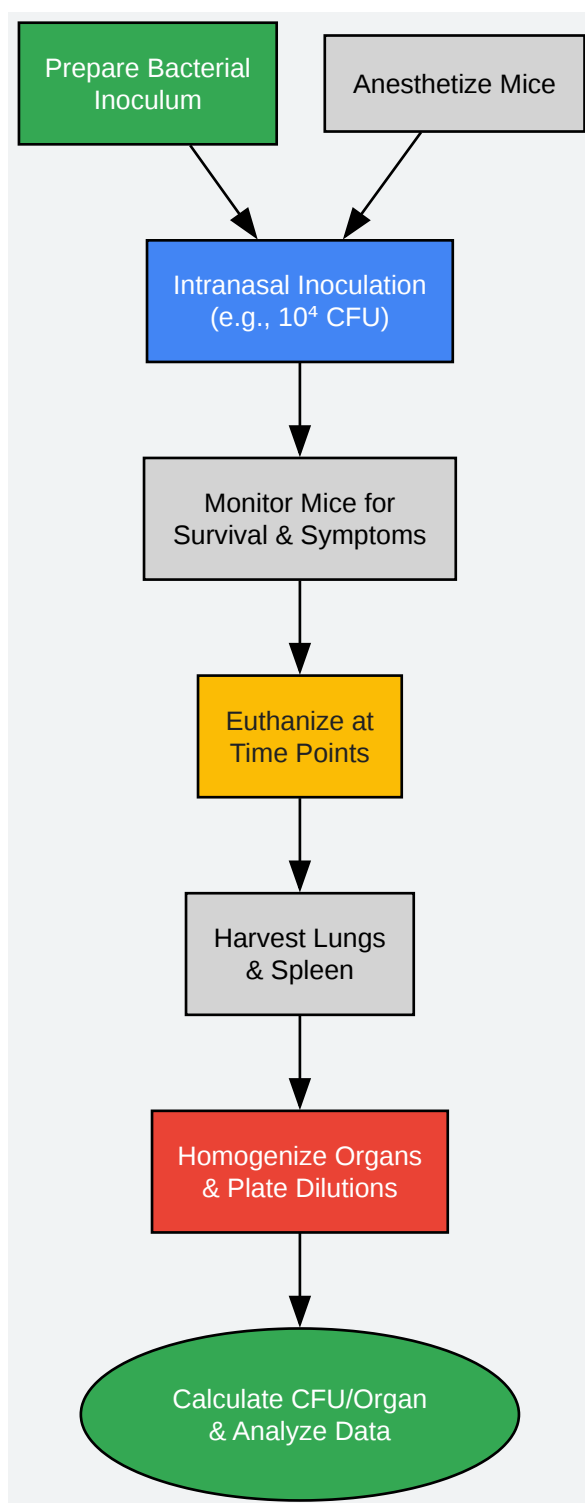 Prepare Bacterial
Inoculum
Anesthetize Mice
Intranasal Inoculation
(e.g., 10⁴ CFU)
Monitor Mice for
Survival & Symptoms
Euthanize at
Time Points
Harvest Lungs
& Spleen
Homogenize Organs
& Plate Dilutions
Calculate CFU/Organ
& Analyze Data